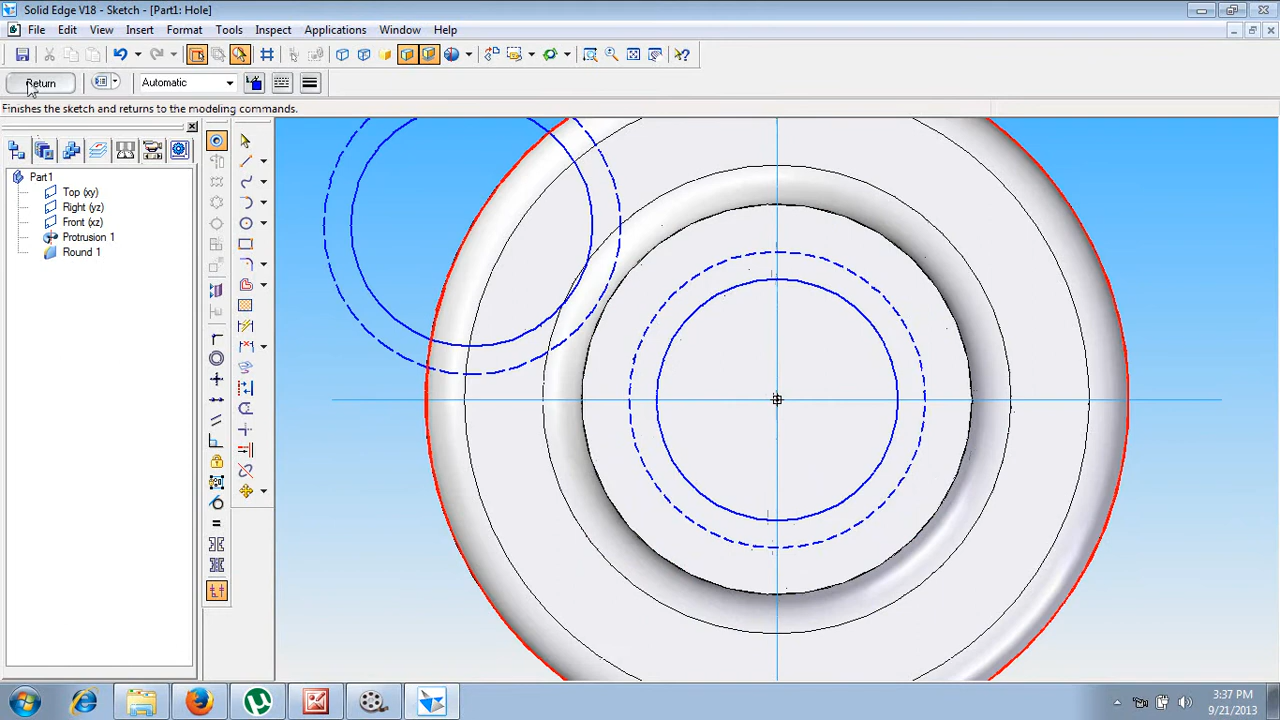 Solid Edge V18 - Sketch - [Part1: Hole]
File Edit View Insert Format Tools Inspect Applications Window Help
Return Automatic
Finishes the sketch and returns to the modeling commands.
Part1
Top (xy)
Right (yz)
Front (xz)
Protrusion 1
Round 1
3:37 PM
9/21/2013